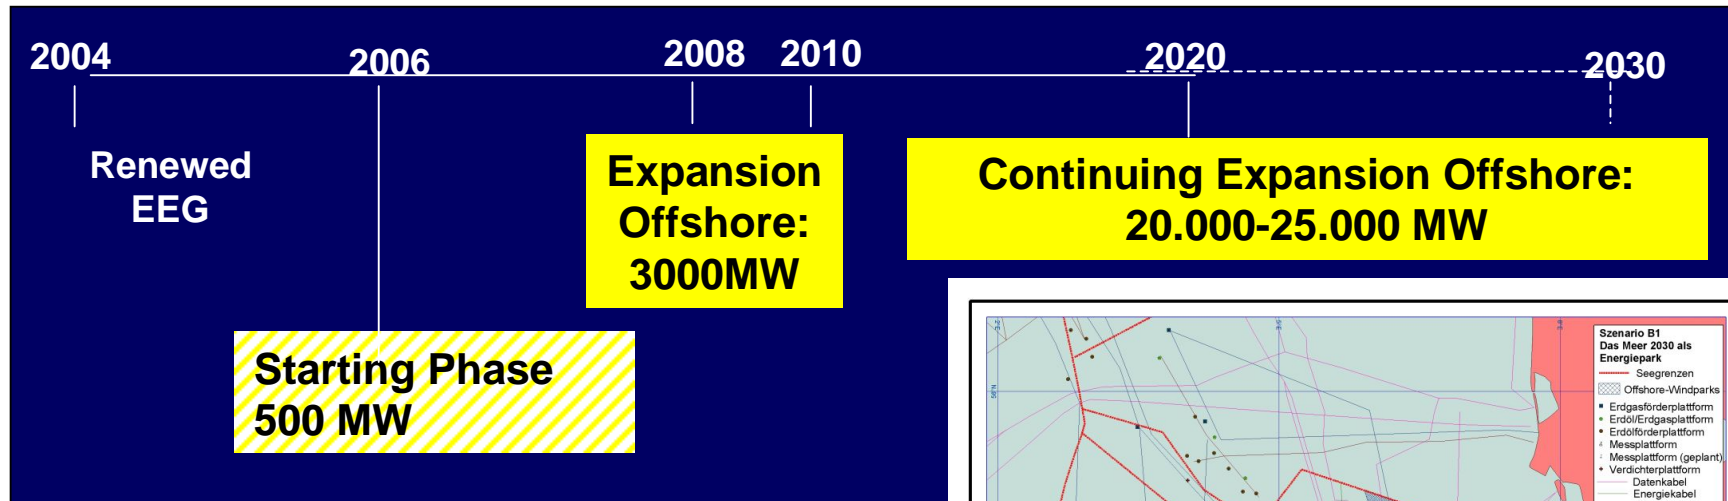 2004
2006
2008
2010
2020
2030
Renewed
EEG
Starting Phase
500 MW
Expansion
Offshore:
3000MW
Continuing Expansion Offshore:
20.000-25.000 MW
Szenario B1
Das Meer 2030 als
Energiepark
Seegrenzen
Offshore-Windparks
Erdgasförderplattform
Erdöl/Erdgasplattform
Erdölförderplattform
Messplattform
Messplattform (geplant)
Verdichterplattform
Datenkabel
Energiekabel